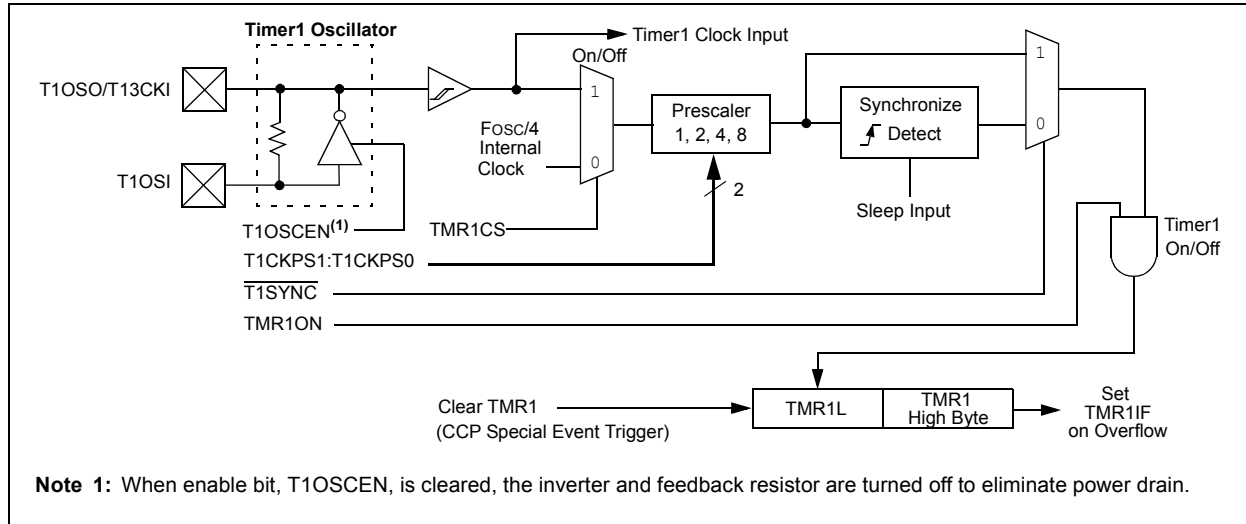 Timer1 Oscillator
Timer1 Clock Input
On/Off
T1OSO/T13CKI
1
1
Prescaler
1, 2, 4, 8
Synchronize
Detect
FOSC/4
Internal
Clock
0
0
T1OSI
2
Sleep Input
T1OSCEN(1)
TMR1CS
Timer1
On/Off
T1CKPS1:T1CKPS0
T1SYNC
TMR1ON
Clear TMR1
(CCP Special Event Trigger)
TMR1L
TMR1
High Byte
Set
TMR1IF
on Overflow
Note 1: When enable bit, T1OSCEN, is cleared, the inverter and feedback resistor are turned off to eliminate power drain.